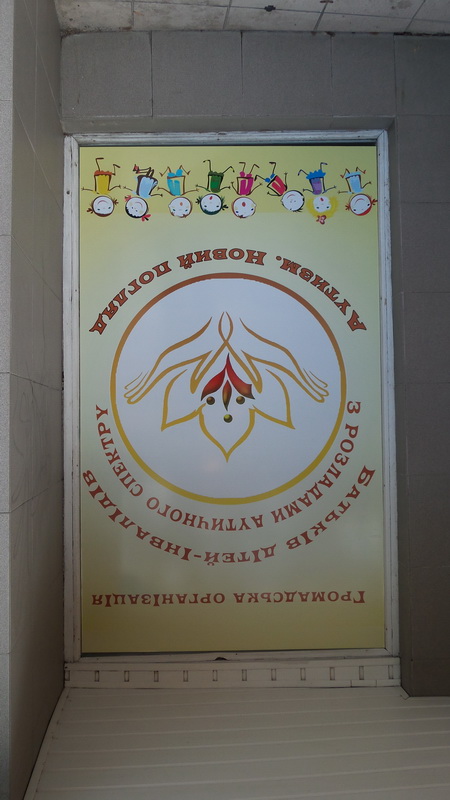 Громадська організація
Батьків дітей-інвалідів
з розладами аутичного спектру
Аутизм. Новий погляд